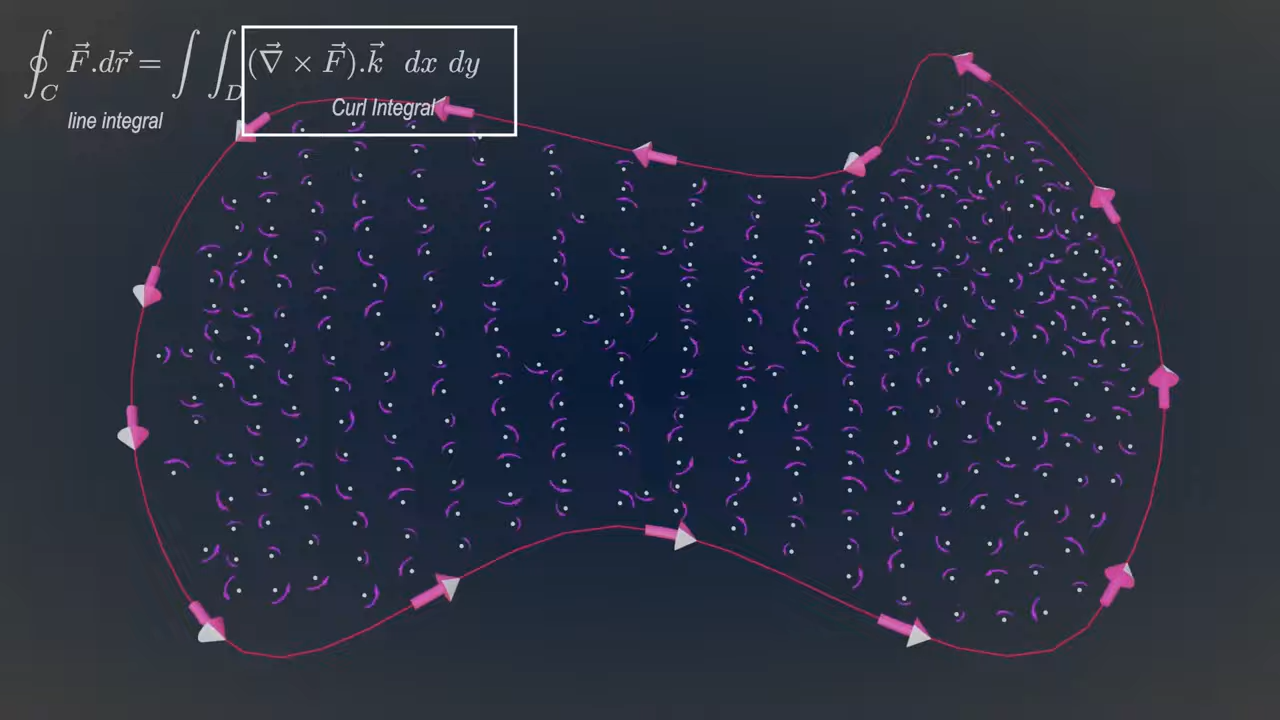 ∮_C F⃗.dr⃗ = ∫∫_D (∇⃗ × F⃗).k⃗ dx dy
line integral
Curl Integral